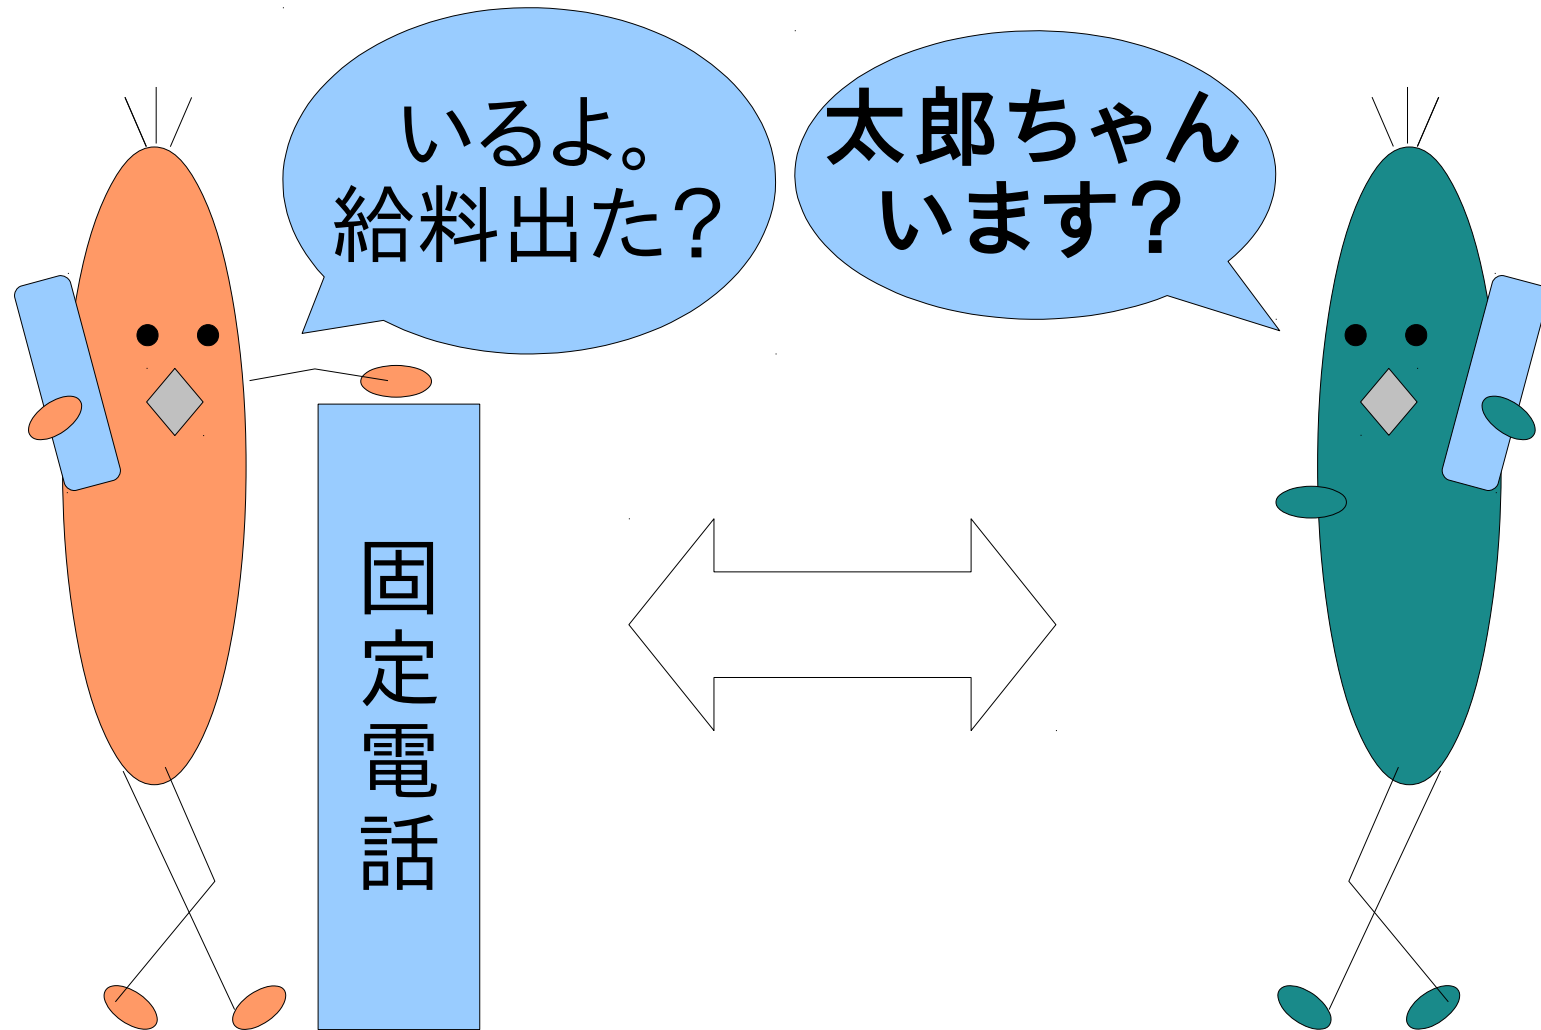 いるよ。
給料出た？
太郎ちゃん
います？
固定電話